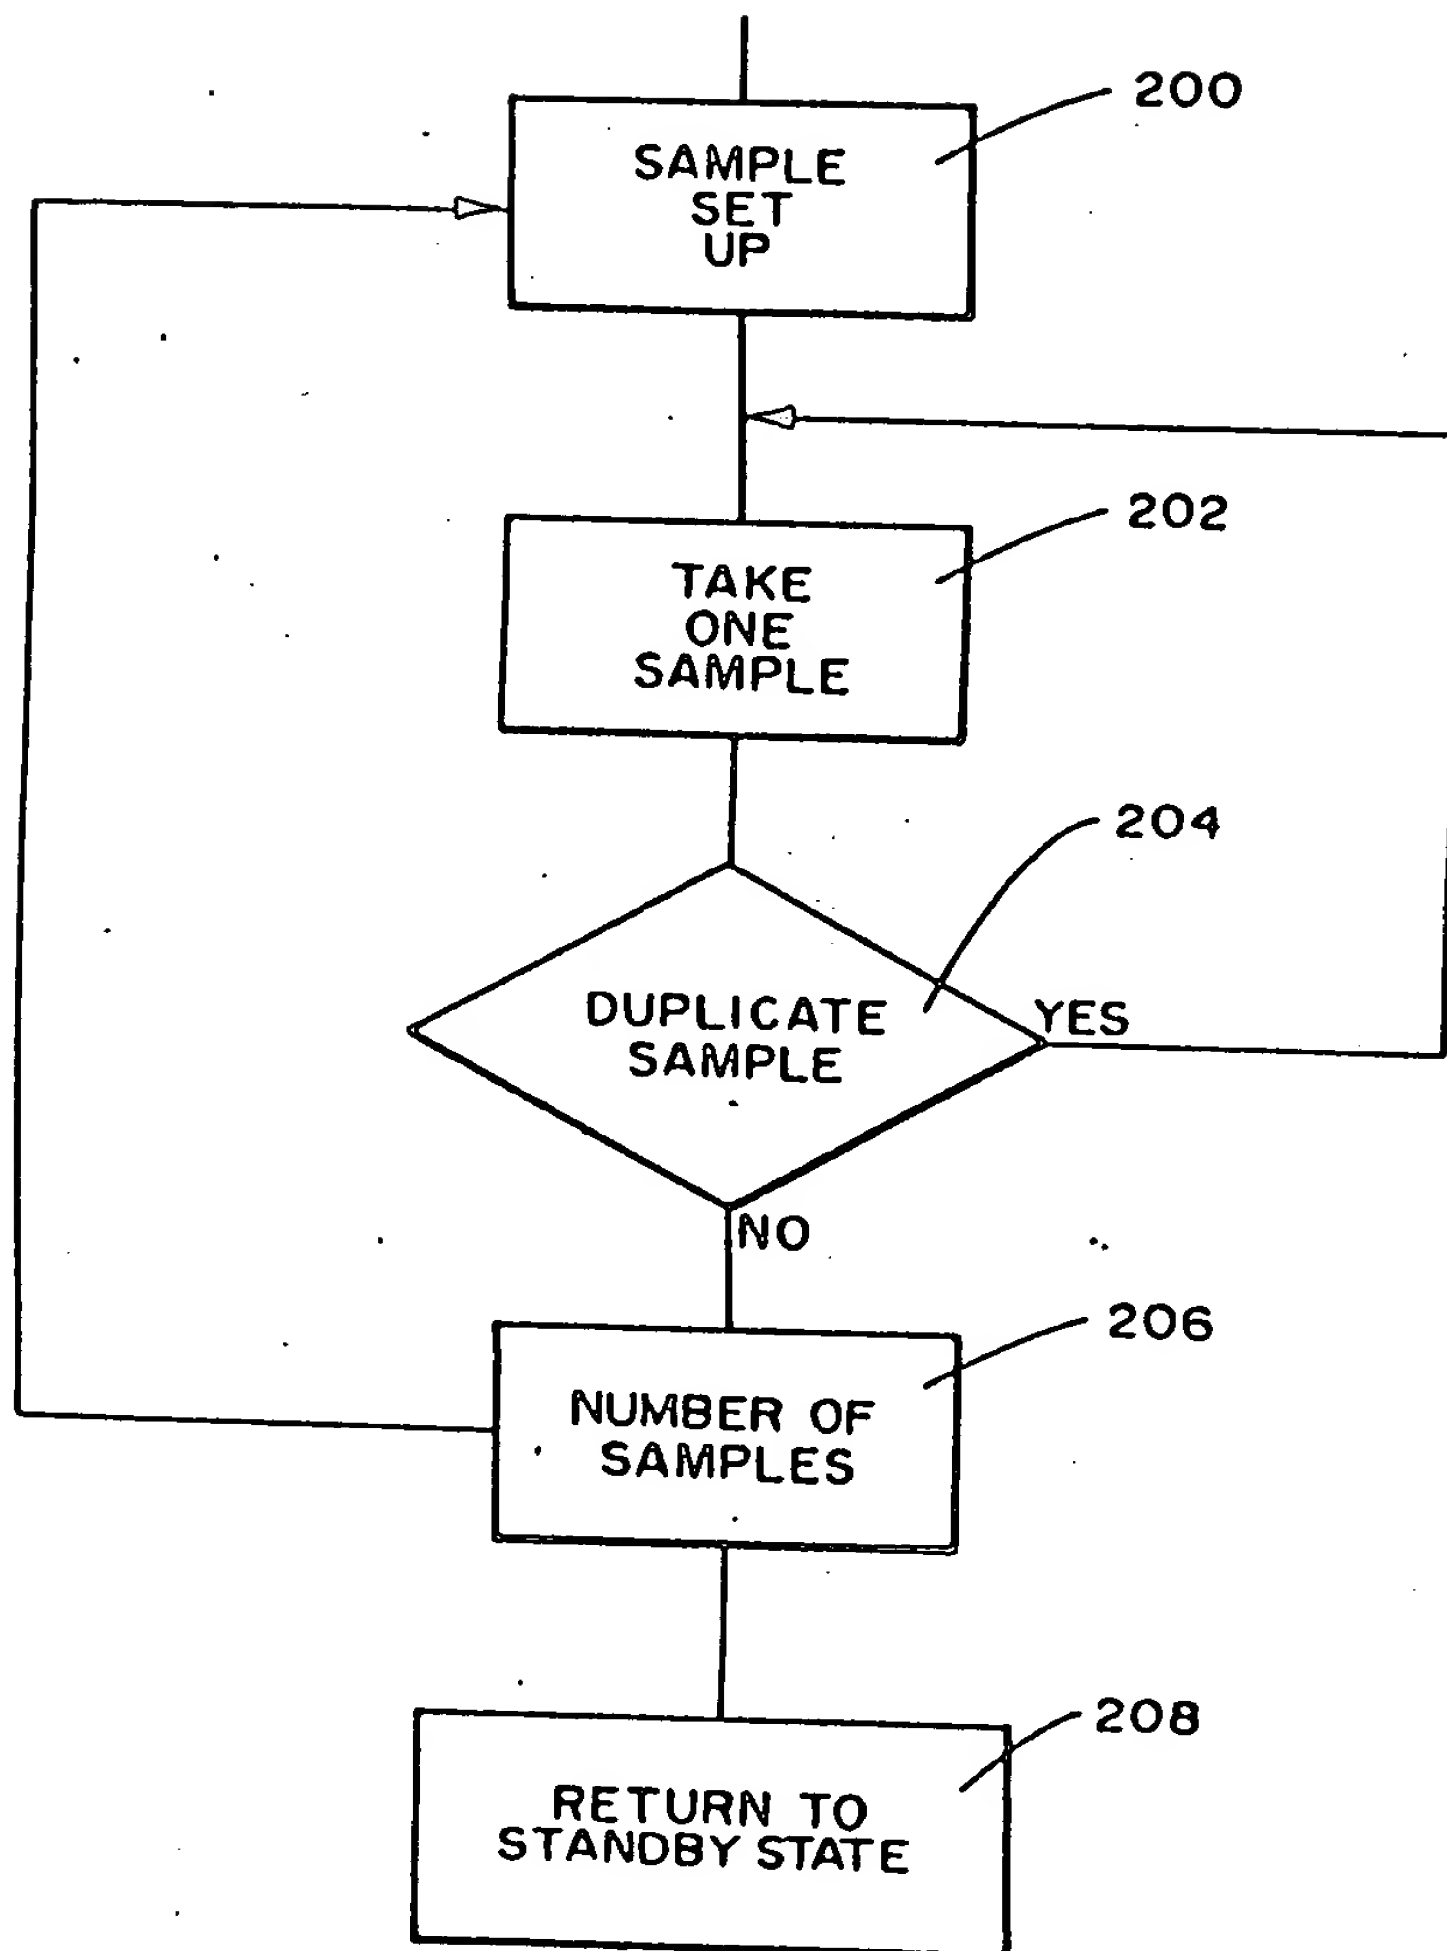 200
SAMPLE
SET
UP
202
TAKE
ONE
SAMPLE
204
DUPLICATE
SAMPLE
YES
NO
206
NUMBER OF
SAMPLES
208
RETURN TO
STANDBY STATE